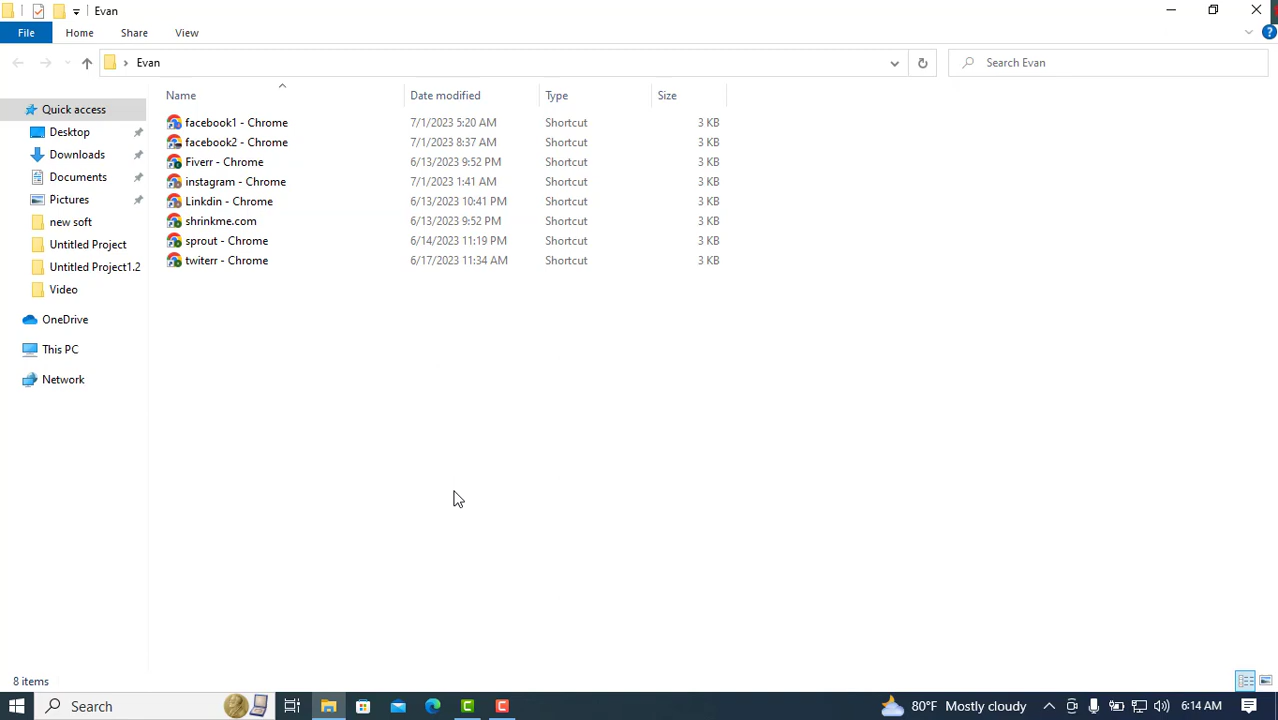 Evan
File Home Share View
Evan
Search Evan
Name Date modified Type Size
Quick access
Desktop
Downloads
Documents
Pictures
new soft
Untitled Project
Untitled Project1.2
Video
OneDrive
This PC
Network
facebook1 - Chrome 7/1/2023 5:20 AM Shortcut 3 KB
facebook2 - Chrome 7/1/2023 8:37 AM Shortcut 3 KB
Fiverr - Chrome 6/13/2023 9:52 PM Shortcut 3 KB
instagram - Chrome 7/1/2023 1:41 AM Shortcut 3 KB
Linkdin - Chrome 6/13/2023 10:41 PM Shortcut 3 KB
shrinkme.com 6/13/2023 9:52 PM Shortcut 3 KB
sprout - Chrome 6/14/2023 11:19 PM Shortcut 3 KB
twiterr - Chrome 6/17/2023 11:34 AM Shortcut 3 KB
8 items
Search
80°F Mostly cloudy
6:14 AM